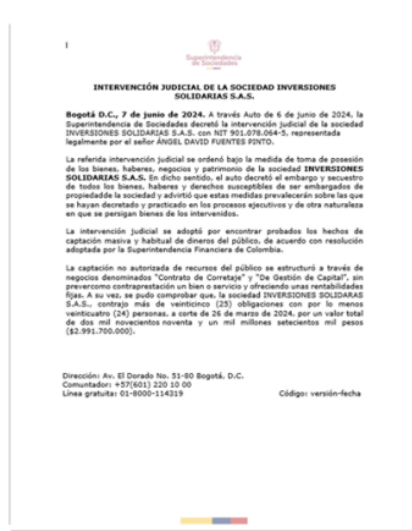 Superintendencia
de Sociedades
INTERVENCIÓN JUDICIAL DE LA SOCIEDAD INVERSIONES
SOLIDARIAS S.A.S.
Bogotá D.C., 7 de junio de 2024. A través Auto de 6 de junio de 2024, la
Superintendencia de Sociedades decretó la intervención judicial de la sociedad
INVERSIONES SOLIDARIAS S.A.S. con NIT 901.078.064-5, representada
legalmente por el señor ÁNGEL DAVID FUENTES PINTO.
La referida intervención judicial se ordenó bajo la medida de toma de posesión
de los bienes, haberes, negocios y patrimonio de la sociedad INVERSIONES
SOLIDARIAS S.A.S. En dicho sentido, el auto decretó el embargo y secuestro
de todos los bienes, haberes y derechos susceptibles de ser embargados de
propiedadde la sociedad y advirtió que estas medidas prevalecerán sobre las que
se hayan decretado y practicado en los procesos ejecutivos y de otra naturaleza
en que se persigan bienes de los intervenidos.
La intervención judicial se adoptó por encontrar probados los hechos de
captación masiva y habitual de dineros del público, de acuerdo con resolución
adoptada por la Superintendencia Financiera de Colombia.
La captación no autorizada de recursos del público se estructuró a través de
negocios denominados "Contrato de Corretaje" y "De Gestión de Capital", sin
prevercomo contraprestación un bien o servicio y ofreciendo unas rentabilidades
fijas. A su vez, se pudo comprobar que, la sociedad INVERSIONES SOLIDARAS
S.A.S., contrajo más de veinticinco (25) obligaciones con por lo menos
veinticuatro (24) personas, a corte de 26 de marzo de 2024, por un valor total
de dos mil novecientos noventa y un mil millones setecientos mil pesos
($2.991.700.000).
Dirección: Av. El Dorado No. 51-80 Bogotá, D.C.
Comuntador: +57(601) 220 10 00
Línea gratuita: 01-8000-114319 Código: versión-fecha